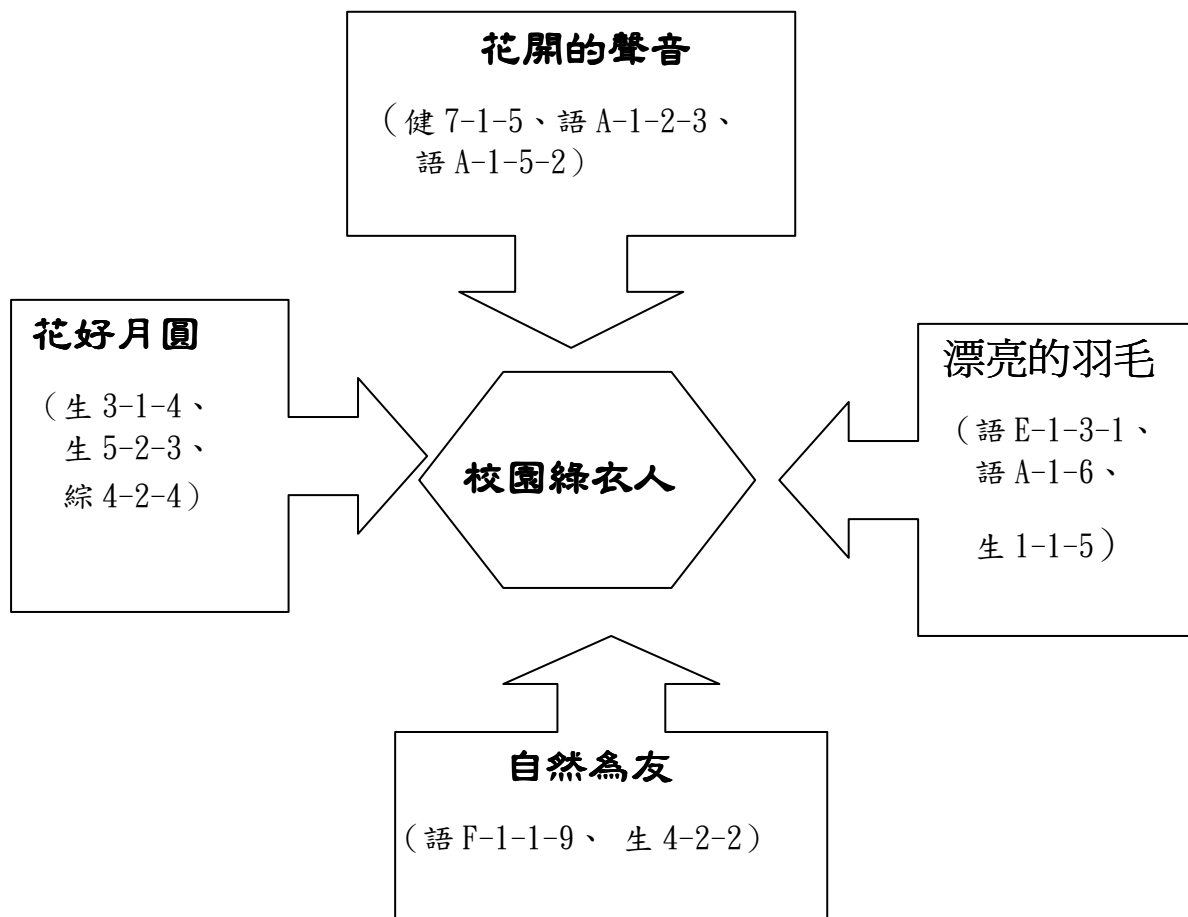 花開的聲音
（健 7-1-5、語 A-1-2-3、
語 A-1-5-2）
花好月圓
（生 3-1-4、
生 5-2-3、
綜 4-2-4）
校園綠衣人
漂亮的羽毛
（語 E-1-3-1、
語 A-1-6、
生 1-1-5）
自然為友
（語 F-1-1-9、 生 4-2-2）